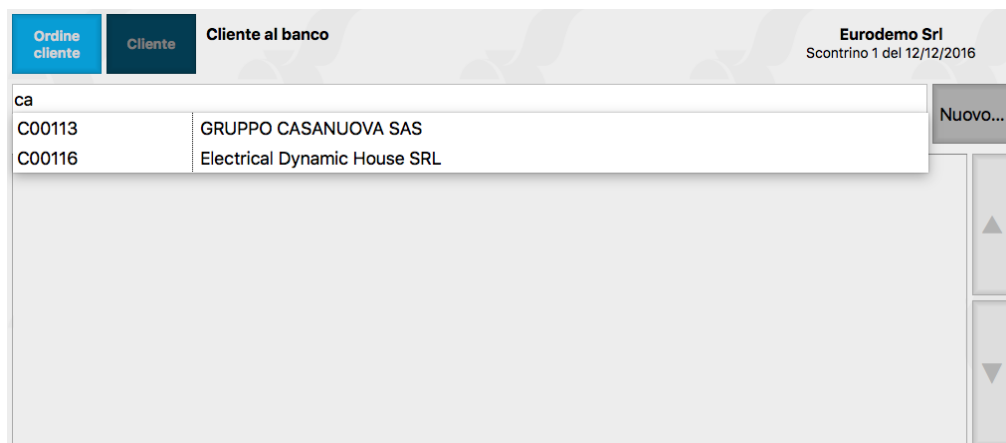 Ordine
cliente
Cliente
Cliente al banco
Eurodemo Srl
Scontrino 1 del 12/12/2016
ca
Nuovo...
C00113 GRUPPO CASANUOVA SAS
C00116 Electrical Dynamic House SRL